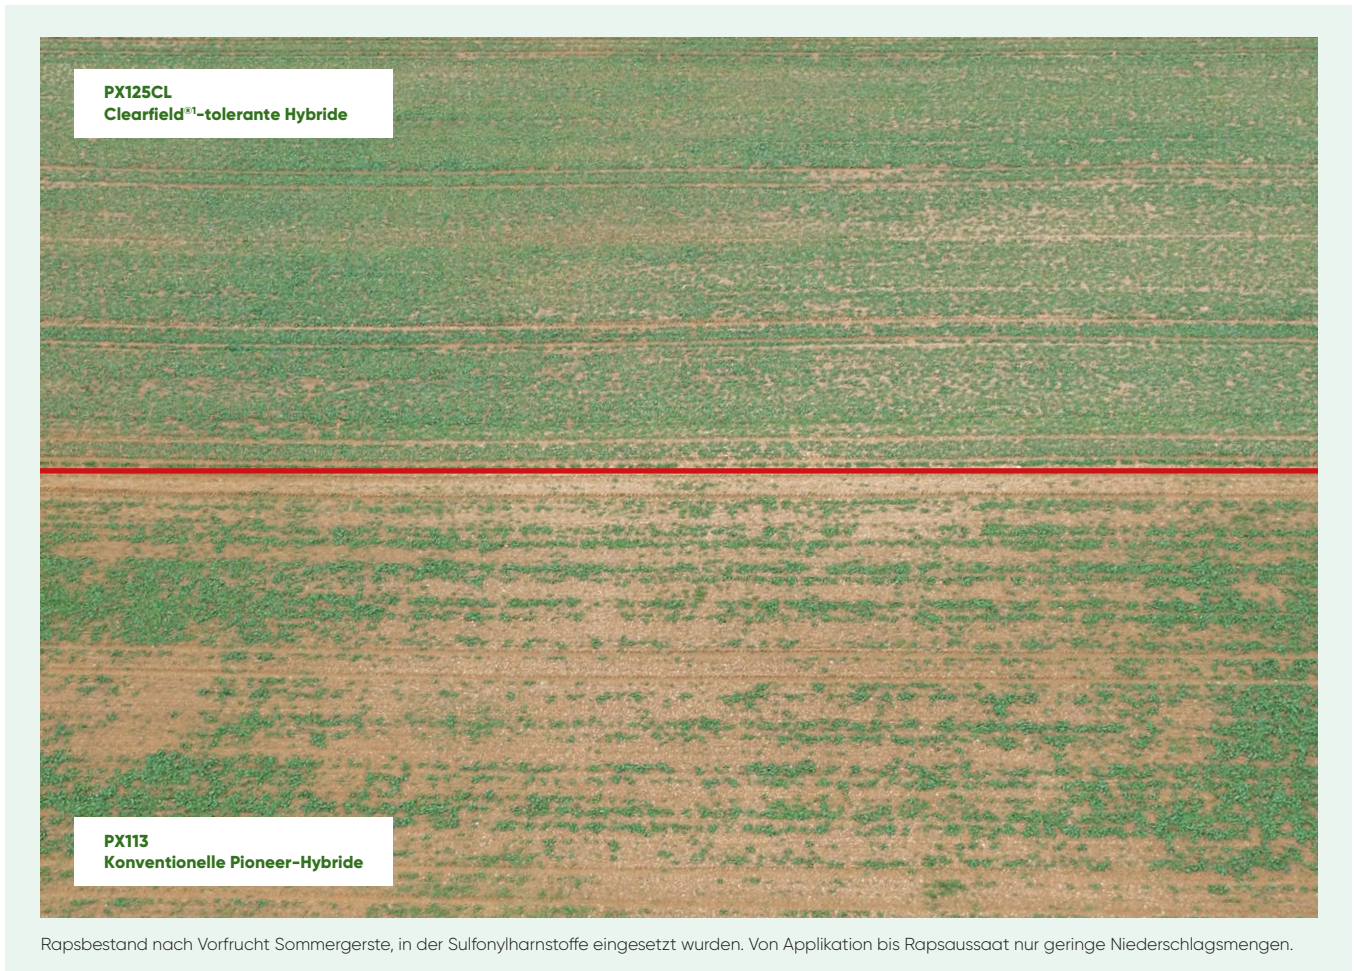 PX125CL
Clearfield®¹-tolerante Hybride
PX113
Konventionelle Pioneer-Hybride
Rapsbestand nach Vorfrucht Sommergerste, in der Sulfonylharnstoffe eingesetzt wurden. Von Applikation bis Rapsaussaat nur geringe Niederschlagsmengen.